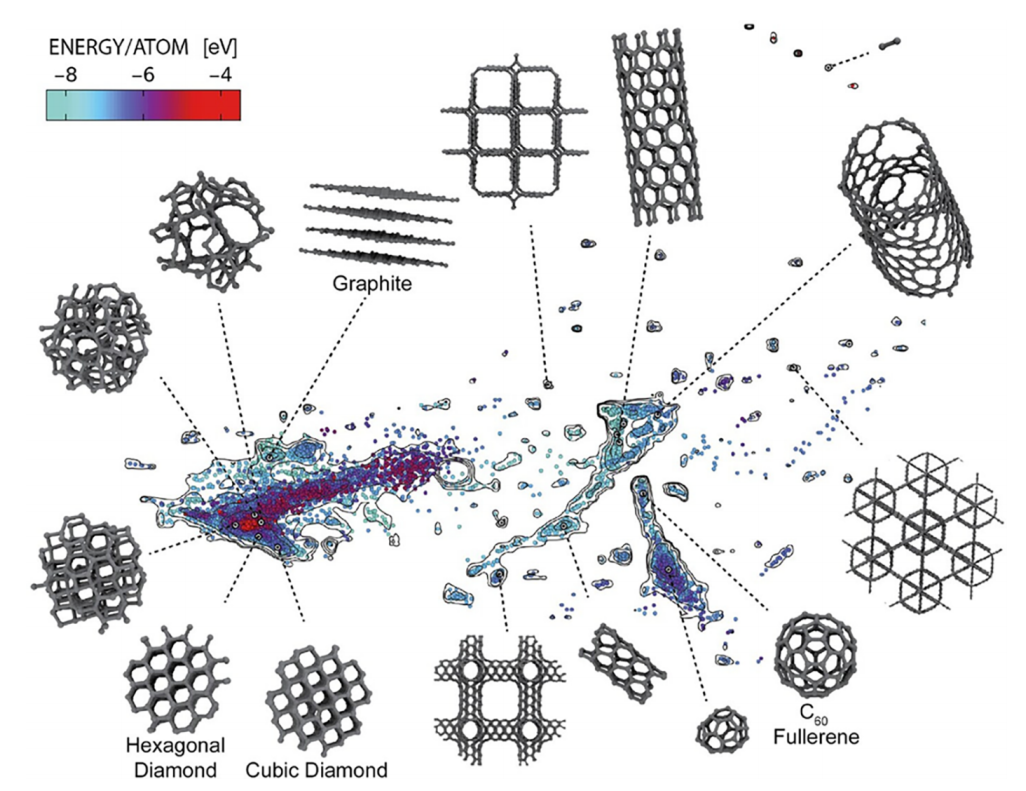 ENERGY/ATOM [eV]
−8 −6 −4
Graphite
Hexagonal
Diamond
Cubic Diamond
C60
Fullerene